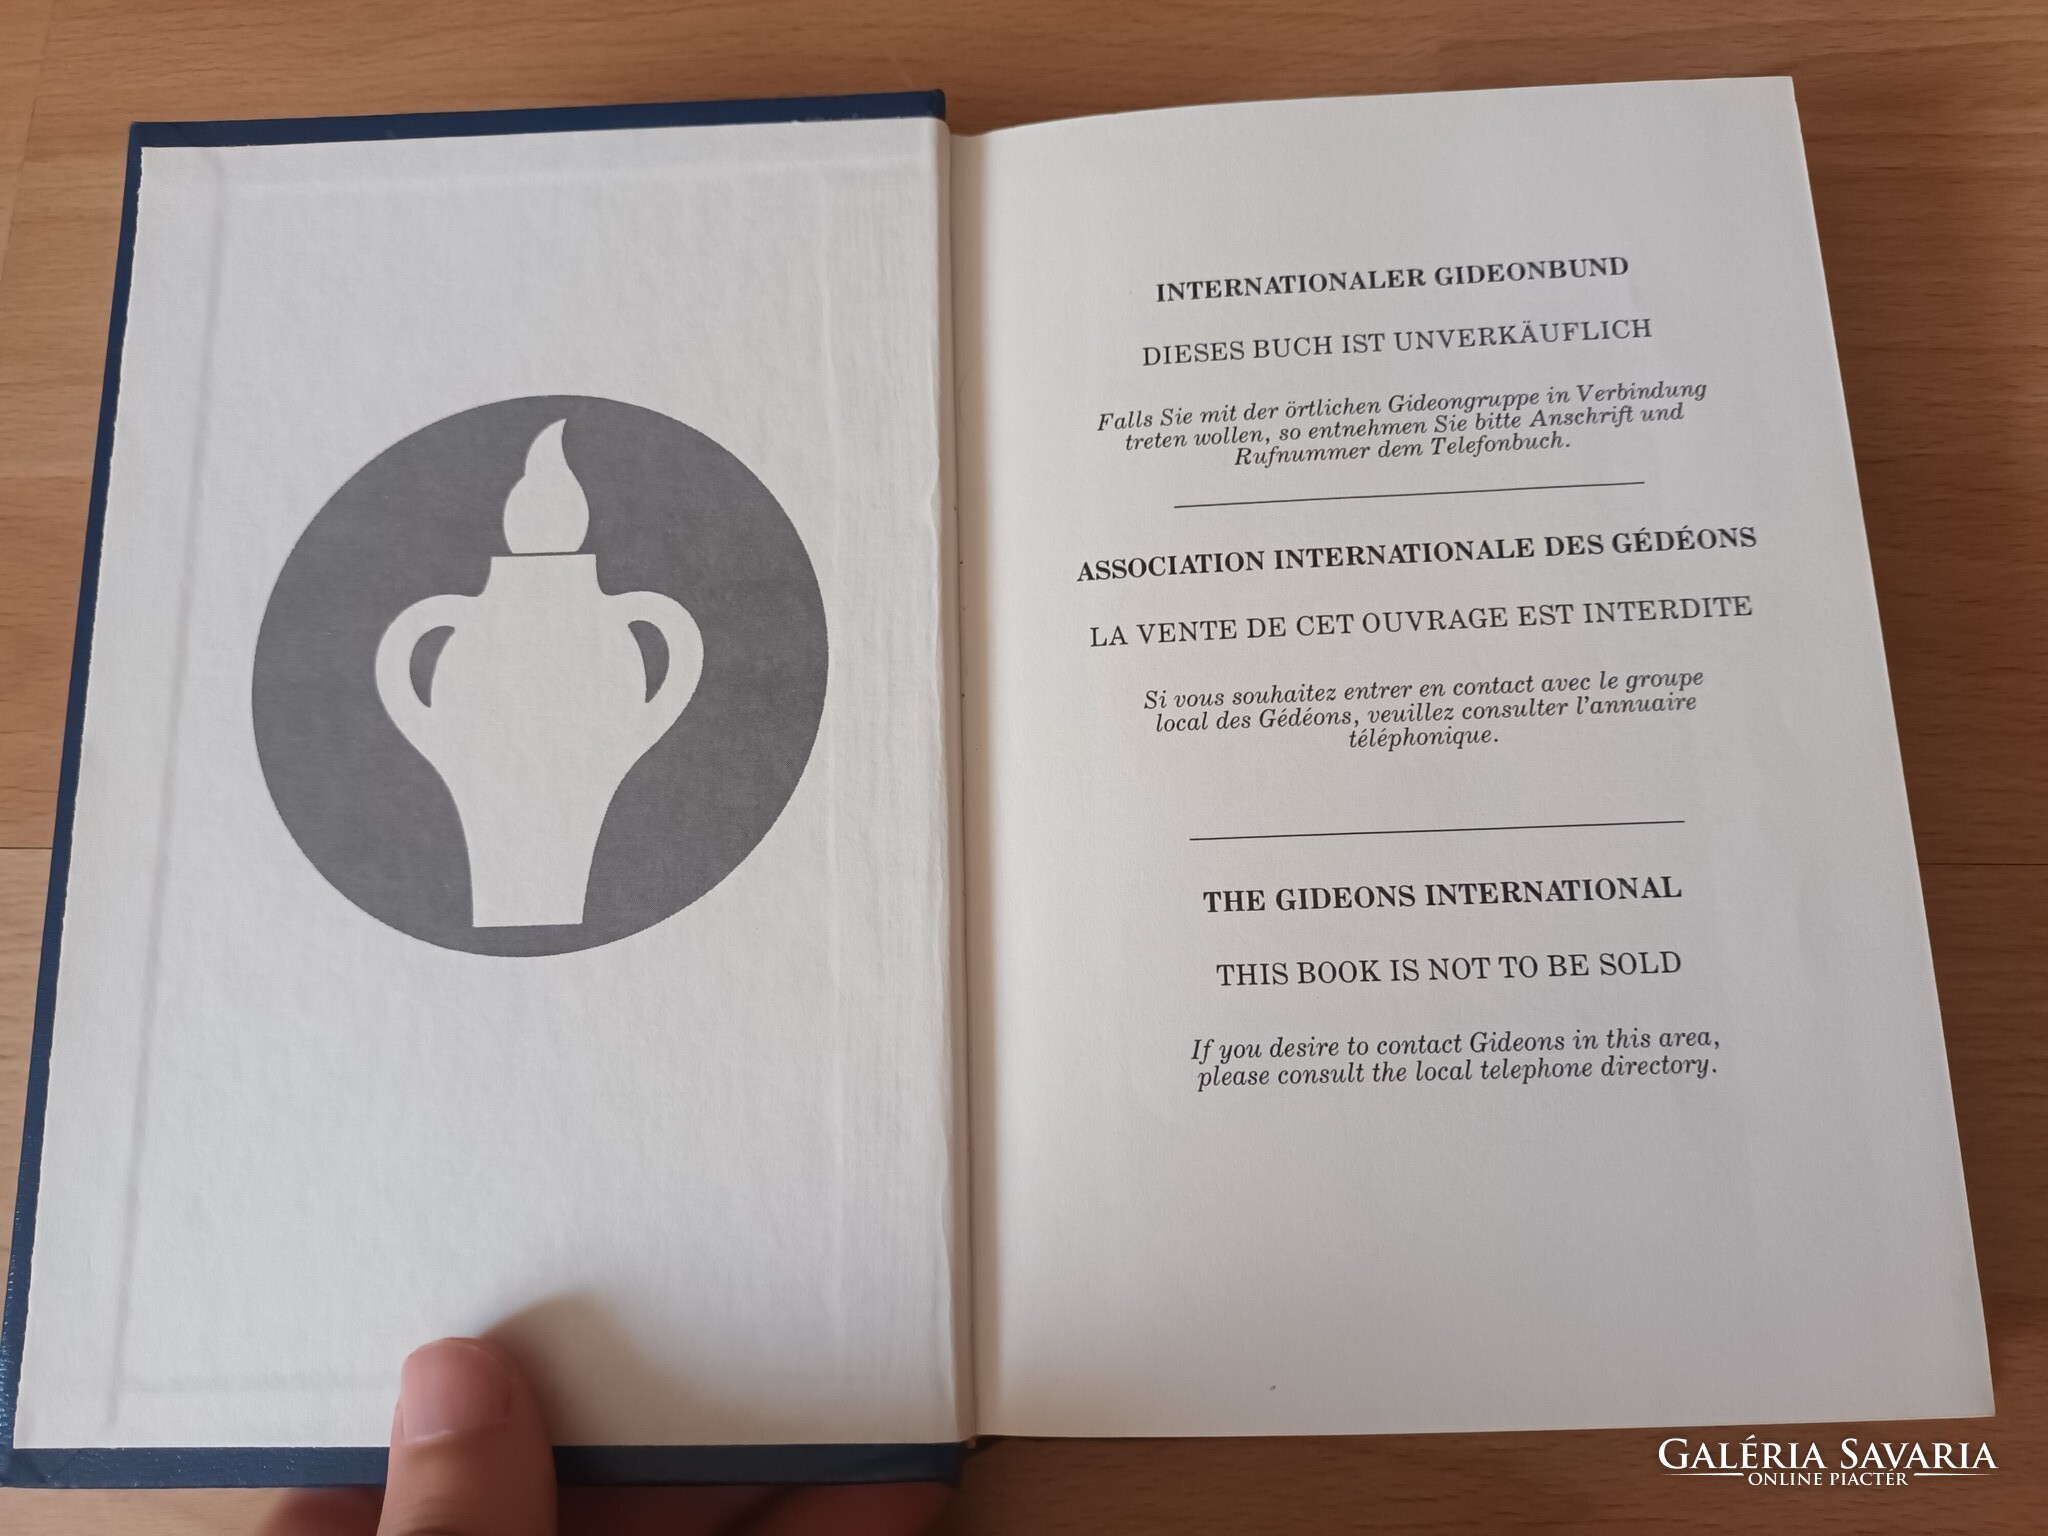 INTERNATIONALER GIDEONBUND
DIESES BUCH IST UNVERKÄUFLICH
Falls Sie mit der örtlichen Gideongruppe in Verbindung
treten wollen, so entnehmen Sie bitte Anschrift und
Rufnummer dem Telefonbuch.
ASSOCIATION INTERNATIONALE DES GÉDÉONS
LA VENTE DE CET OUVRAGE EST INTERDITE
Si vous souhaitez entrer en contact avec le groupe
local des Gédéons, veuillez consulter l'annuaire
téléphonique.
THE GIDEONS INTERNATIONAL
THIS BOOK IS NOT TO BE SOLD
If you desire to contact Gideons in this area,
please consult the local telephone directory.
GALÉRIA SAVARIA
ONLINE PIACTÉR